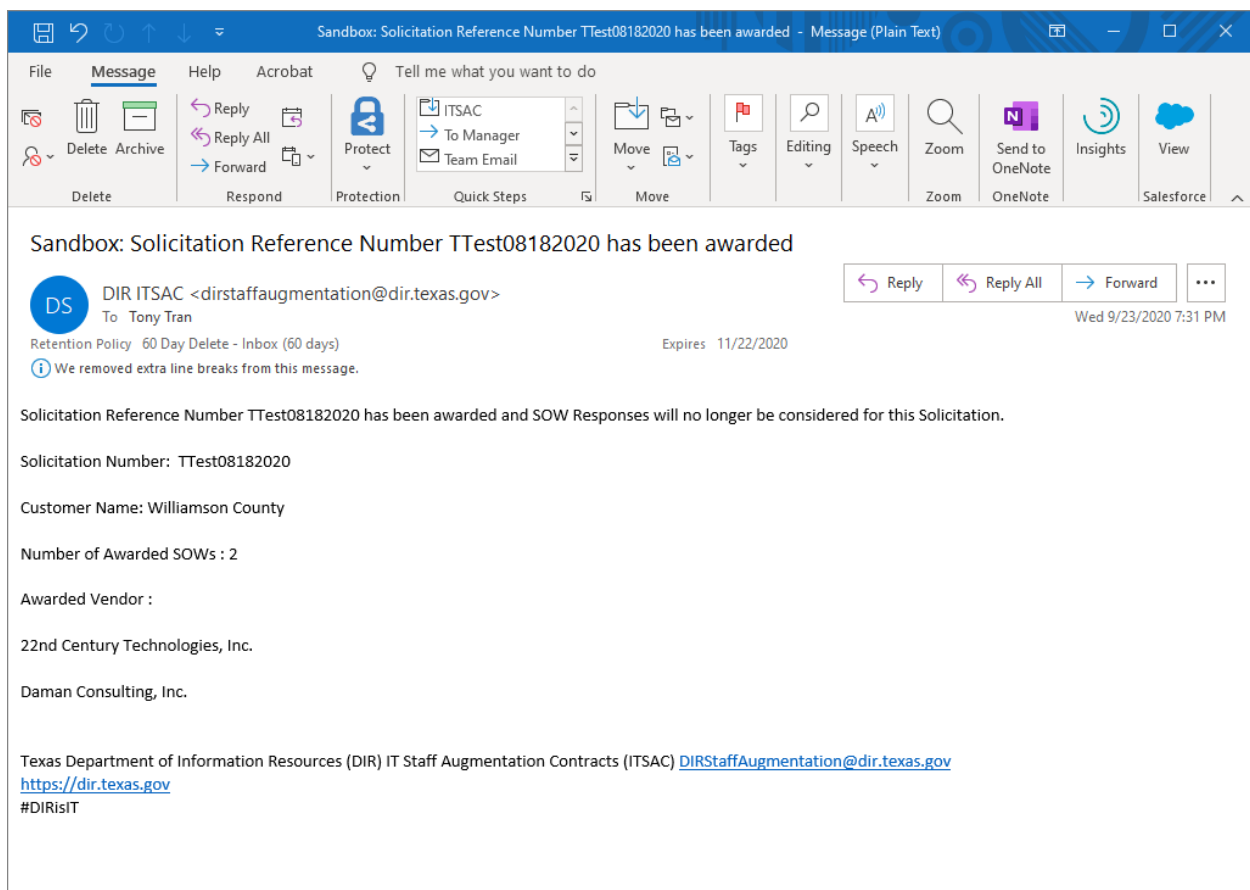 Sandbox: Solicitation Reference Number TTest08182020 has been awarded - Message (Plain Text)
File Message Help Acrobat Tell me what you want to do
Delete Archive
Reply
Reply All
Forward
Protect
ITSAC
To Manager
Team Email
Move
Tags
Editing
Speech
Zoom
Send to
OneNote
Insights
View
Delete Respond Protection Quick Steps Move Zoom OneNote Salesforce
Sandbox: Solicitation Reference Number TTest08182020 has been awarded
DS
DIR ITSAC <dirstaffaugmentation@dir.texas.gov>
To Tony Tran
Reply Reply All Forward
Wed 9/23/2020 7:31 PM
Retention Policy 60 Day Delete - Inbox (60 days) Expires 11/22/2020
We removed extra line breaks from this message.
Solicitation Reference Number TTest08182020 has been awarded and SOW Responses will no longer be considered for this Solicitation.
Solicitation Number: TTest08182020
Customer Name: Williamson County
Number of Awarded SOWs : 2
Awarded Vendor :
22nd Century Technologies, Inc.
Daman Consulting, Inc.
Texas Department of Information Resources (DIR) IT Staff Augmentation Contracts (ITSAC) DIRStaffAugmentation@dir.texas.gov
https://dir.texas.gov
#DIRisIT